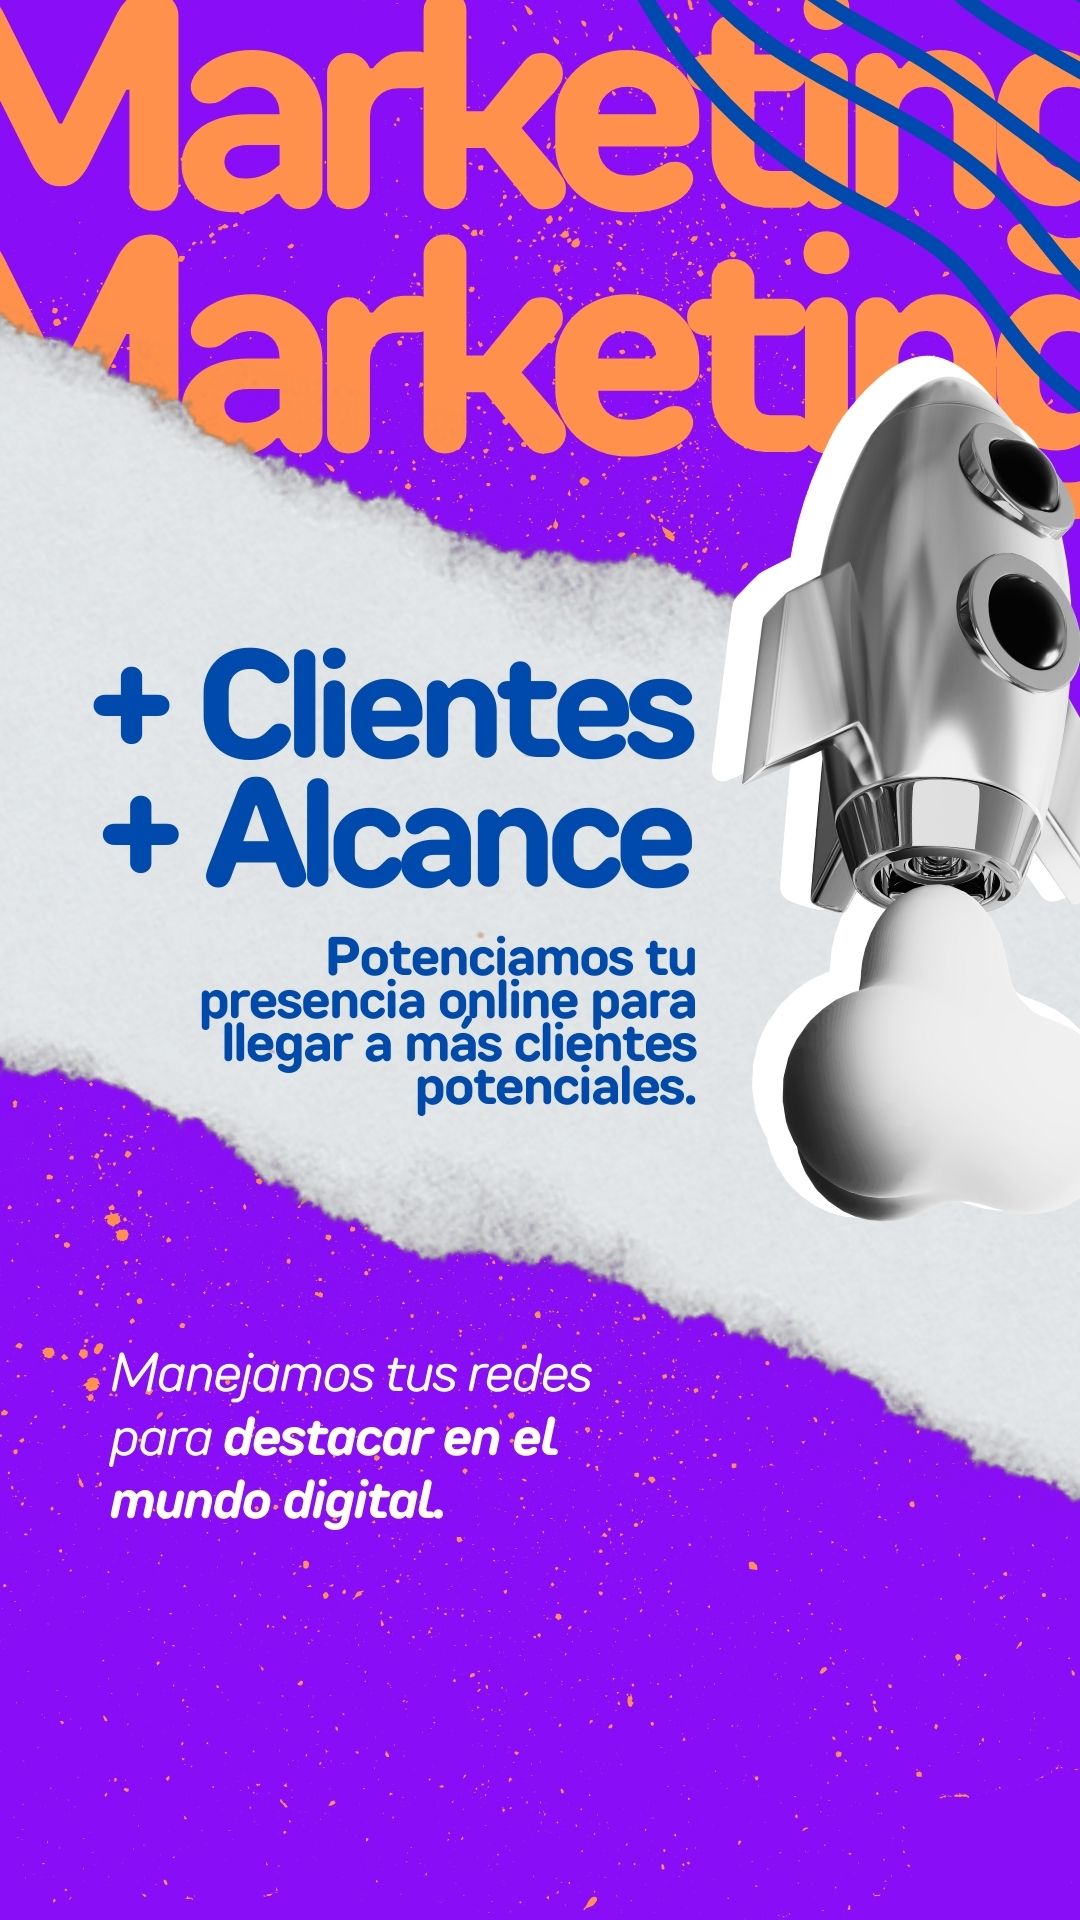 Marketing
Marketing
+ Clientes
+ Alcance
Potenciamos tu
presencia online para
llegar a más clientes
potenciales.
Manejamos tus redes
para destacar en el
mundo digital.